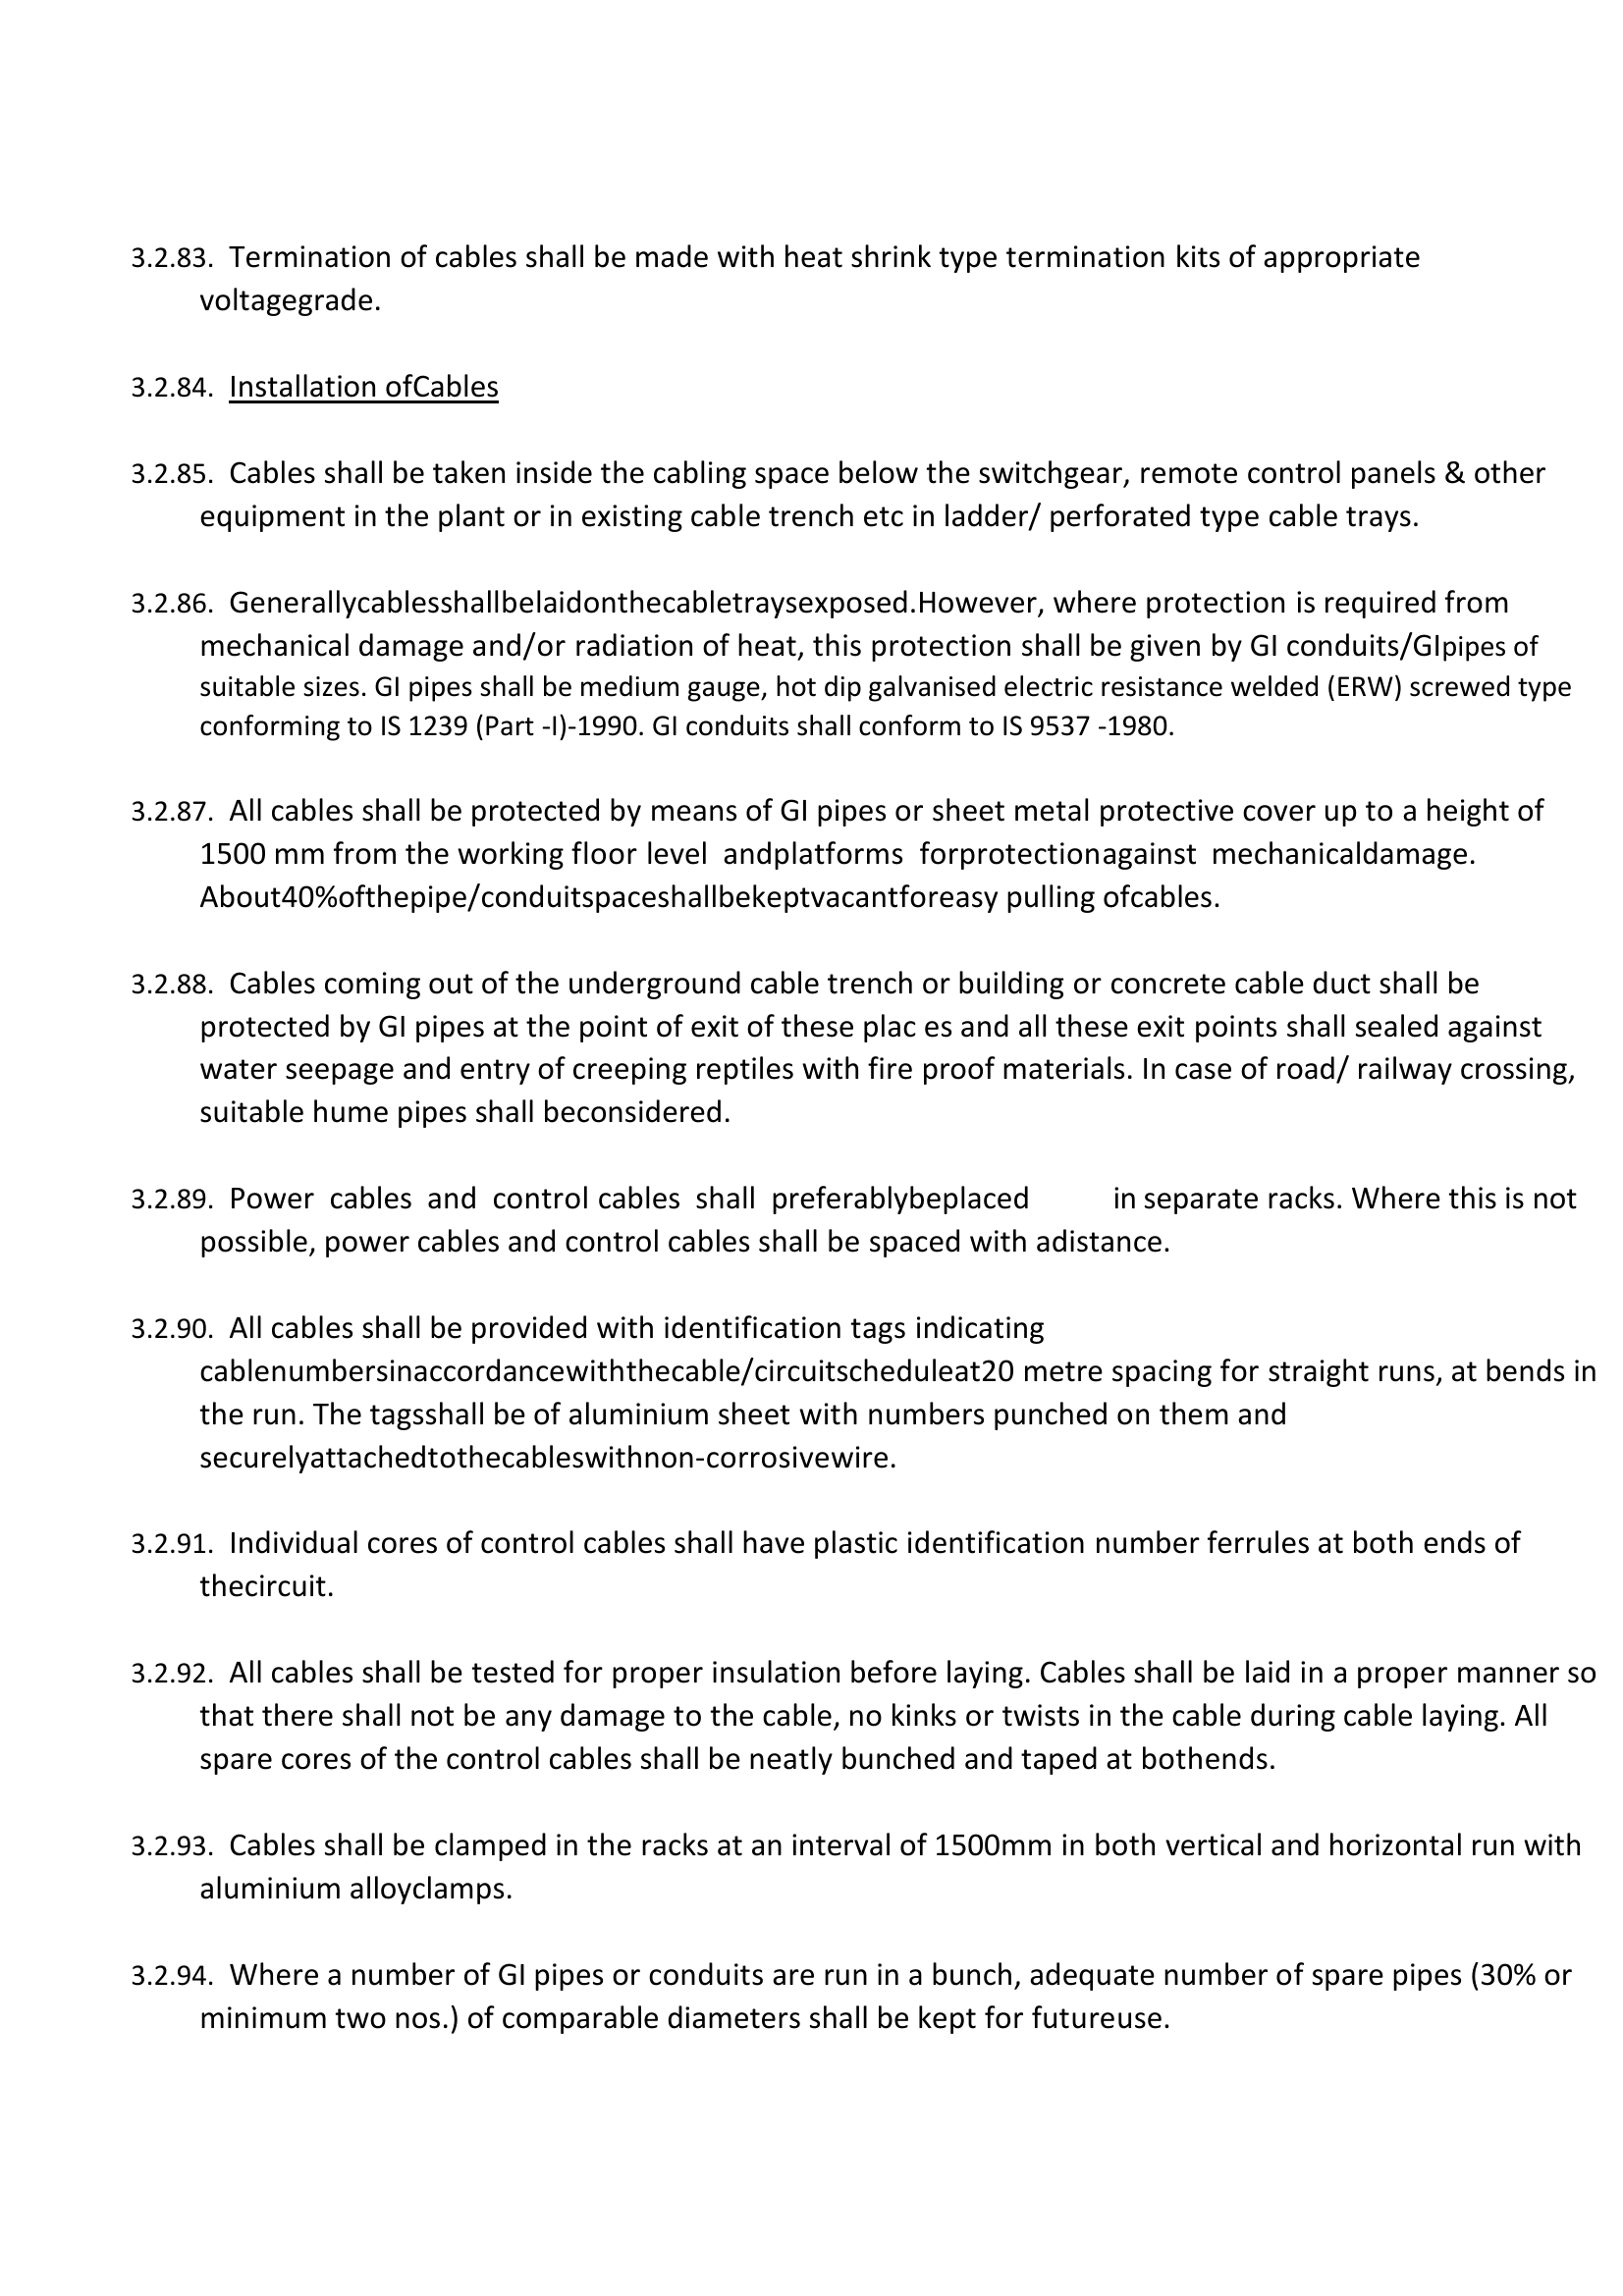 3.2.83. Termination of cables shall be made with heat shrink type termination kits of appropriate
voltagegrade.
3.2.84. Installation ofCables
3.2.85. Cables shall be taken inside the cabling space below the switchgear, remote control panels & other
equipment in the plant or in existing cable trench etc in ladder/ perforated type cable trays.
3.2.86. Generallycablesshallbelaidonthecabletraysexposed.However, where protection is required from
mechanical damage and/or radiation of heat, this protection shall be given by GI conduits/GIpipes of
suitable sizes. GI pipes shall be medium gauge, hot dip galvanised electric resistance welded (ERW) screwed type
conforming to IS 1239 (Part -I)-1990. GI conduits shall conform to IS 9537 -1980.
3.2.87. All cables shall be protected by means of GI pipes or sheet metal protective cover up to a height of
1500 mm from the working floor level andplatforms forprotectionagainst mechanicaldamage.
About40%ofthepipe/conduitspaceshallbekeptvacantforeasy pulling ofcables.
3.2.88. Cables coming out of the underground cable trench or building or concrete cable duct shall be
protected by GI pipes at the point of exit of these plac es and all these exit points shall sealed against
water seepage and entry of creeping reptiles with fire proof materials. In case of road/ railway crossing,
suitable hume pipes shall beconsidered.
3.2.89. Power cables and control cables shall preferablybeplaced in separate racks. Where this is not
possible, power cables and control cables shall be spaced with adistance.
3.2.90. All cables shall be provided with identification tags indicating
cablenumbersinaccordancewiththecable/circuitscheduleat20 metre spacing for straight runs, at bends in
the run. The tagsshall be of aluminium sheet with numbers punched on them and
securelyattachedtothecableswithnon-corrosivewire.
3.2.91. Individual cores of control cables shall have plastic identification number ferrules at both ends of
thecircuit.
3.2.92. All cables shall be tested for proper insulation before laying. Cables shall be laid in a proper manner so
that there shall not be any damage to the cable, no kinks or twists in the cable during cable laying. All
spare cores of the control cables shall be neatly bunched and taped at bothends.
3.2.93. Cables shall be clamped in the racks at an interval of 1500mm in both vertical and horizontal run with
aluminium alloyclamps.
3.2.94. Where a number of GI pipes or conduits are run in a bunch, adequate number of spare pipes (30% or
minimum two nos.) of comparable diameters shall be kept for futureuse.